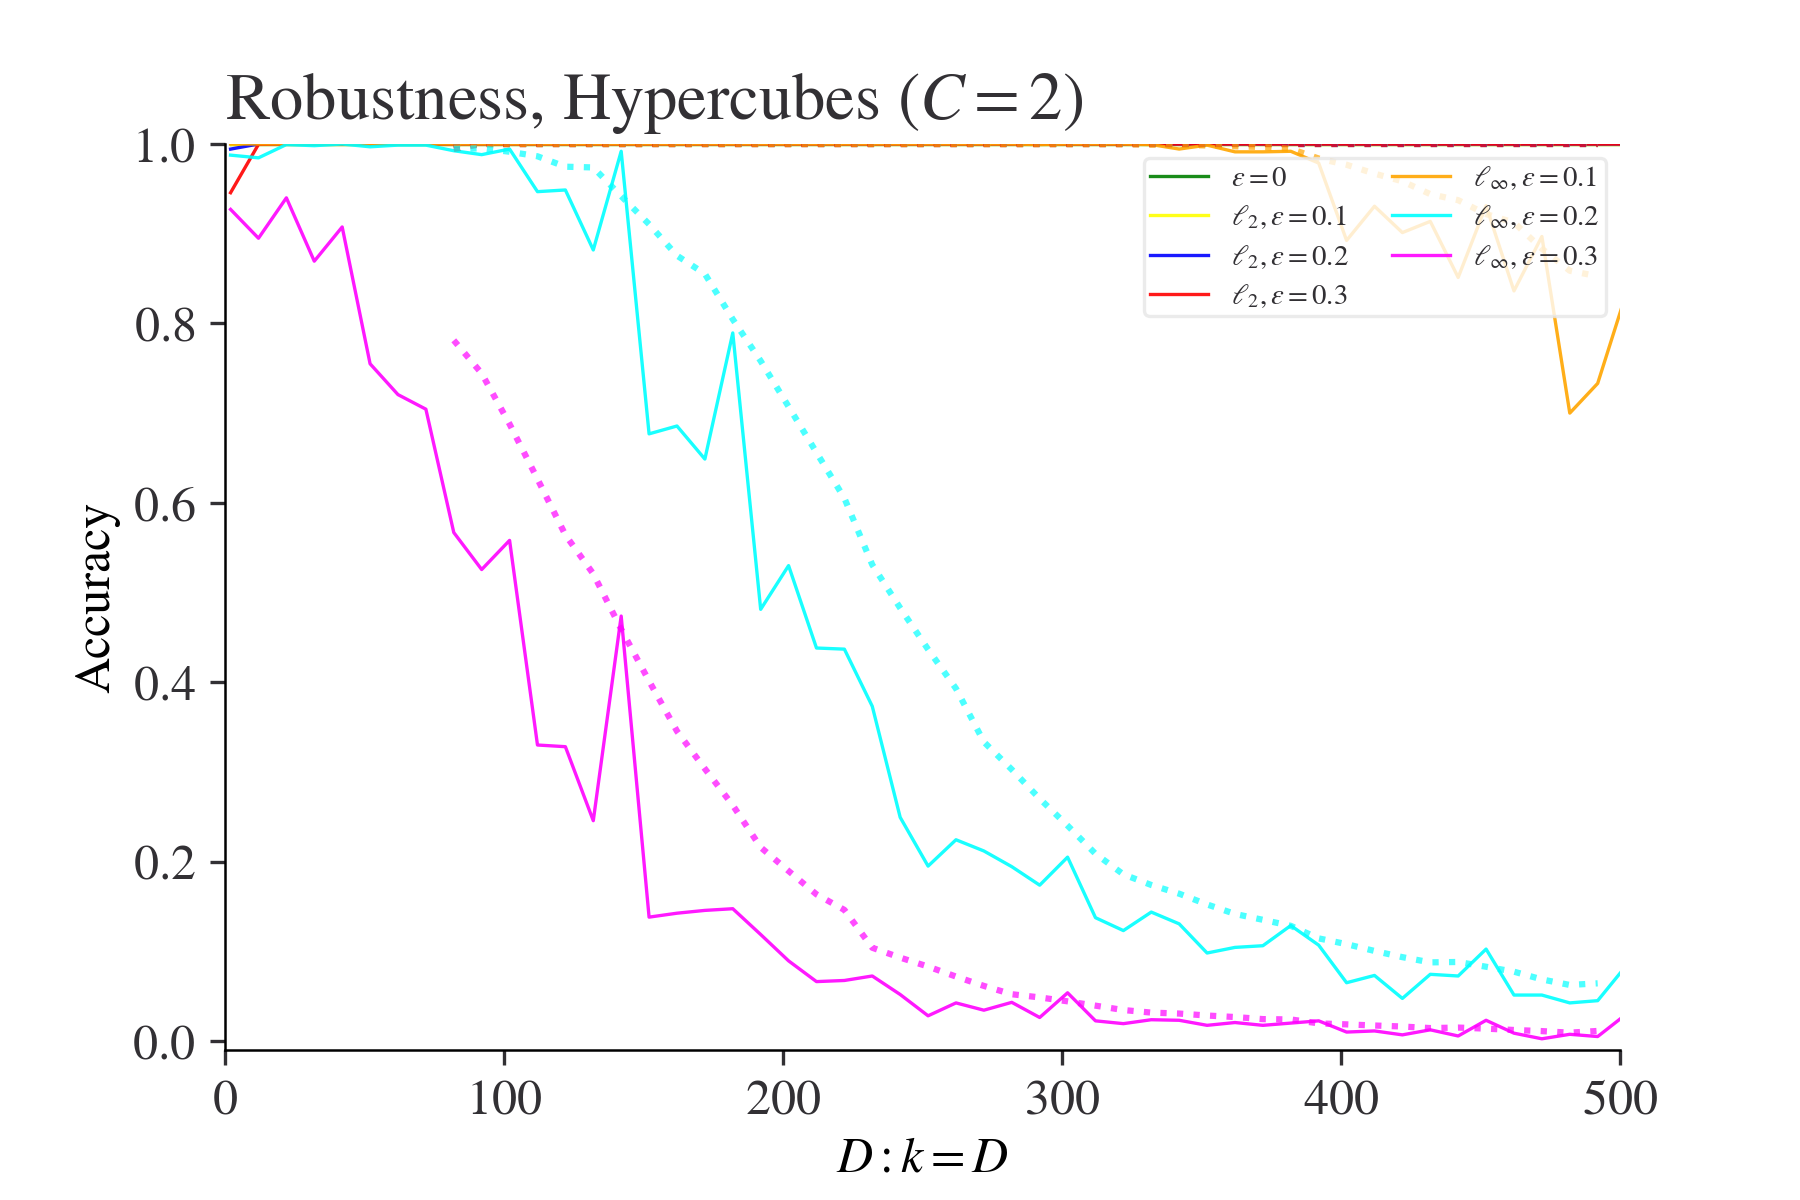 Robustness, Hypercubes (C = 2)
1.0
0.8
0.6
0.4
0.2
0.0
Accuracy
ε = 0
ℓ₂, ε = 0.1
ℓ₂, ε = 0.2
ℓ₂, ε = 0.3
ℓ∞, ε = 0.1
ℓ∞, ε = 0.2
ℓ∞, ε = 0.3
0 100 200 300 400 500
D : k = D